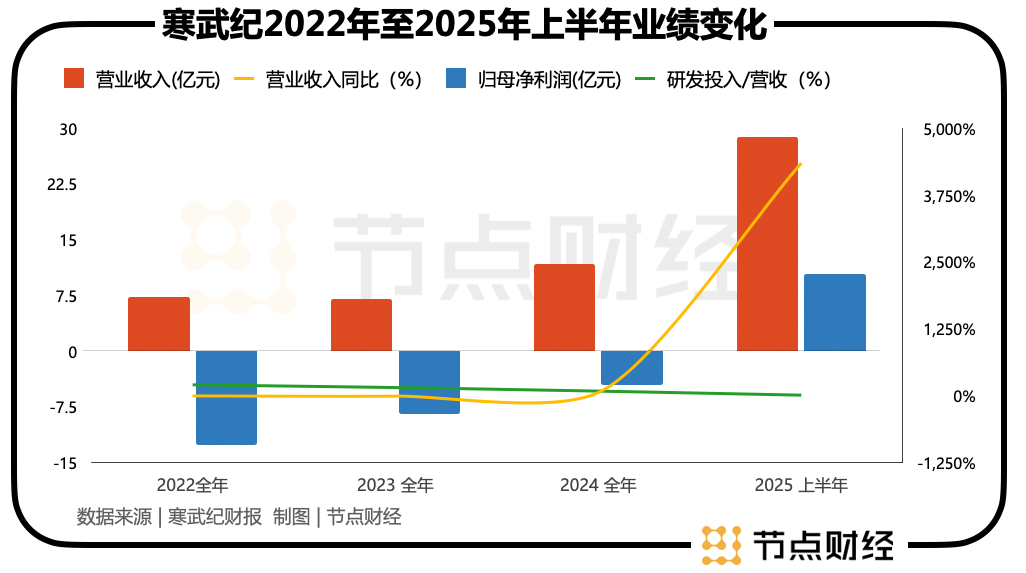 寒武纪2022年至2025年上半年业绩变化
营业收入(亿元) 营业收入同比（%） 归母净利润(亿元) 研发投入/营收（%）
30
22.5
15
7.5
0
-7.5
-15
5,000%
3,750%
2,500%
1,250%
0%
-1,250%
节点财经
2022全年 2023 全年 2024 全年 2025 上半年
数据来源 | 寒武纪财报 制图 | 节点财经
节点财经